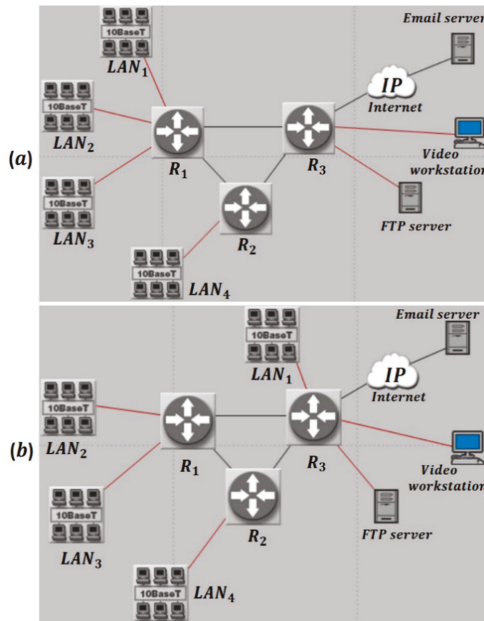 Email server
10BaseT
LAN1
IP
Internet
10BaseT
LAN2
(a)
R1
R3
Video
workstation
10BaseT
LAN3
R2
FTP server
10BaseT
LAN4
Email server
10BaseT
LAN1
IP
Internet
10BaseT
LAN2
(b)
R1
R3
Video
workstation
10BaseT
LAN3
R2
FTP server
10BaseT
LAN4